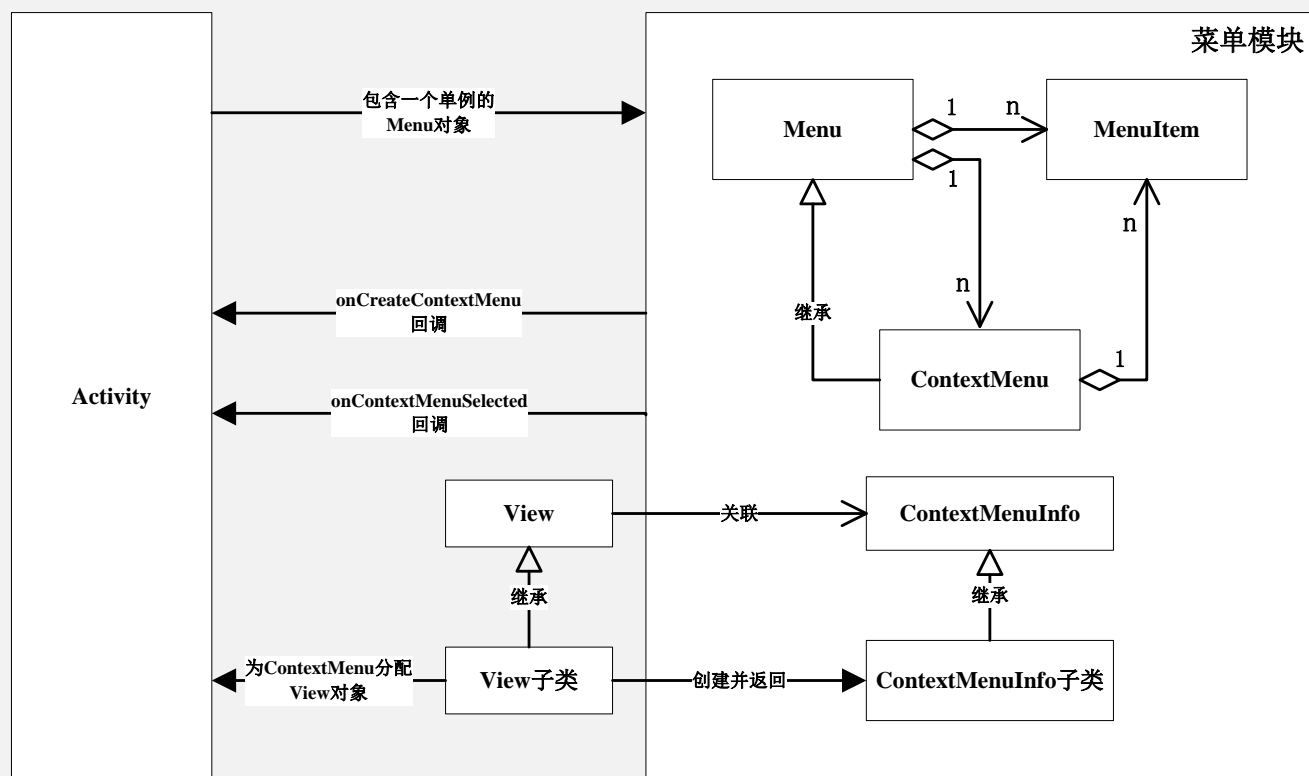 菜单模块
包含一个单例的
Menu对象
1
n
Menu
MenuItem
1
n
n
onCreateContextMenu
回调
继承
1
ContextMenu
Activity
onContextMenuSelected
回调
View
关联
ContextMenuInfo
继承
继承
为ContextMenu分配
View对象
View子类
创建并返回
ContextMenuInfo子类